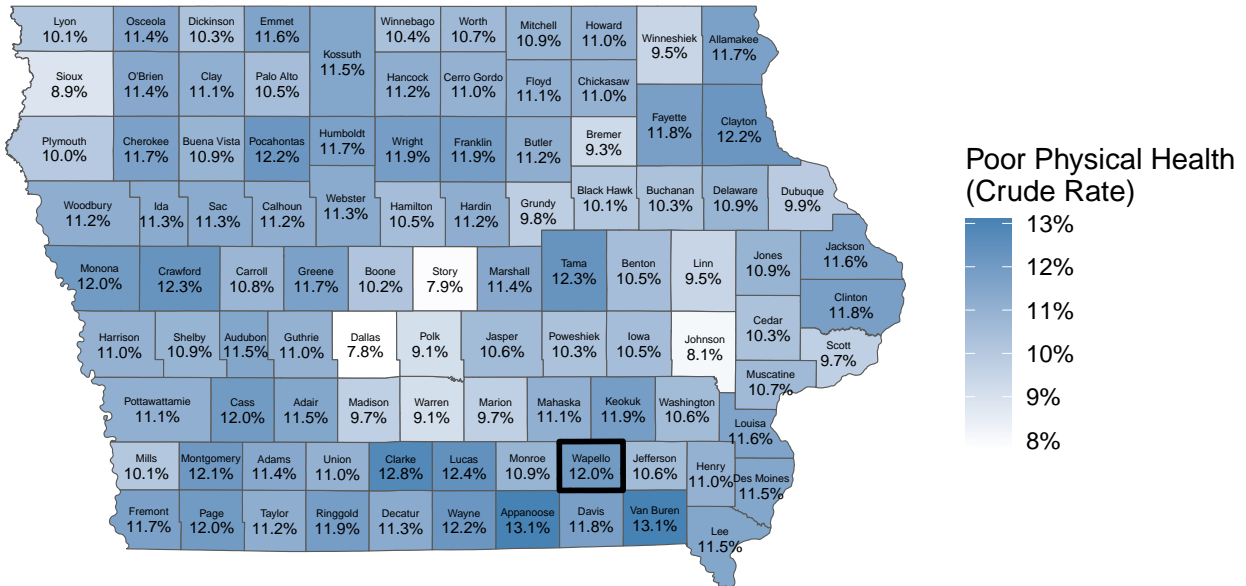 Lyon
10.1%
Osceola
11.4%
Dickinson
10.3%
Emmet
11.6%
Kossuth
11.5%
Winnebago
10.4%
Worth
10.7%
Mitchell
10.9%
Howard
11.0%
Winneshiek
9.5%
Allamakee
11.7%
Sioux
8.9%
O'Brien
11.4%
Clay
11.1%
Palo Alto
10.5%
Hancock
11.2%
Cerro Gordo
11.0%
Floyd
11.1%
Chickasaw
11.0%
Fayette
11.8%
Clayton
12.2%
Plymouth
10.0%
Cherokee
11.7%
Buena Vista
10.9%
Pocahontas
12.2%
Humboldt
11.7%
Wright
11.9%
Franklin
11.9%
Butler
11.2%
Bremer
9.3%
Woodbury
11.2%
Ida
11.3%
Sac
11.3%
Calhoun
11.2%
Webster
11.3%
Hamilton
10.5%
Hardin
11.2%
Grundy
9.8%
Black Hawk
10.1%
Buchanan
10.3%
Delaware
10.9%
Dubuque
9.9%
Monona
12.0%
Crawford
12.3%
Carroll
10.8%
Greene
11.7%
Boone
10.2%
Story
7.9%
Marshall
11.4%
Tama
12.3%
Benton
10.5%
Linn
9.5%
Jones
10.9%
Jackson
11.6%
Clinton
11.8%
Harrison
11.0%
Shelby
10.9%
Audubon
11.5%
Guthrie
11.0%
Dallas
7.8%
Polk
9.1%
Jasper
10.6%
Poweshiek
10.3%
Iowa
10.5%
Johnson
8.1%
Cedar
10.3%
Scott
9.7%
Muscatine
10.7%
Pottawattamie
11.1%
Cass
12.0%
Adair
11.5%
Madison
9.7%
Warren
9.1%
Marion
9.7%
Mahaska
11.1%
Keokuk
11.9%
Washington
10.6%
Louisa
11.6%
Mills
10.1%
Montgomery
12.1%
Adams
11.4%
Union
11.0%
Clarke
12.8%
Lucas
12.4%
Monroe
10.9%
Wapello
12.0%
Jefferson
10.6%
Henry
11.0%
Des Moines
11.5%
Fremont
11.7%
Page
12.0%
Taylor
11.2%
Ringgold
11.9%
Decatur
11.3%
Wayne
12.2%
Appanoose
13.1%
Davis
11.8%
Van Buren
13.1%
Lee
11.5%
Poor Physical Health
(Crude Rate)
13%
12%
11%
10%
9%
8%